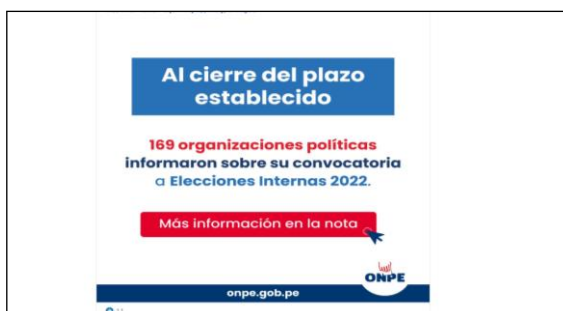 Al cierre del plazo
establecido
169 organizaciones políticas
informaron sobre su convocatoria
a Elecciones Internas 2022.
Más información en la nota
ONPE
onpe.gob.pe